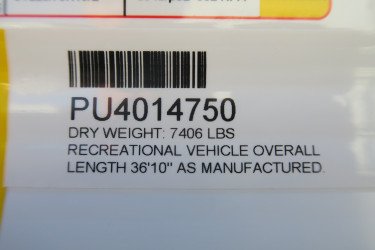 PU4014750
DRY WEIGHT: 7406 LBS
RECREATIONAL VEHICLE OVERALL
LENGTH 36'10" AS MANUFACTURED.